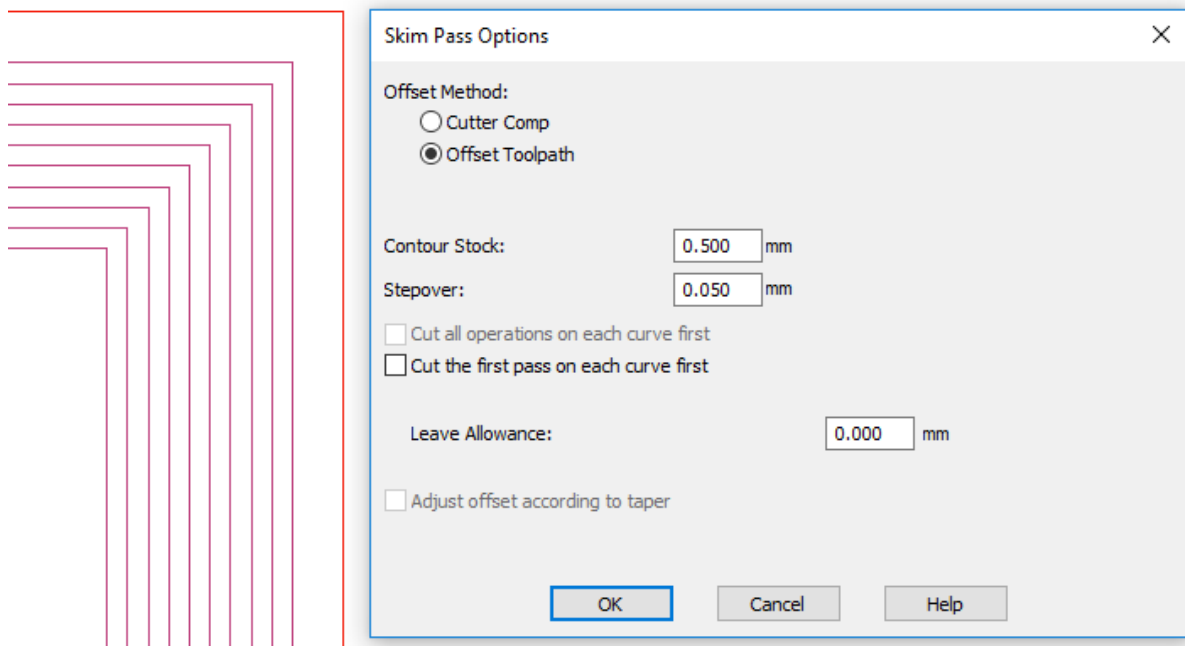 Skim Pass Options
Offset Method:
Cutter Comp
Offset Toolpath
Contour Stock: 0.500 mm
Stepover: 0.050 mm
Cut all operations on each curve first
Cut the first pass on each curve first
Leave Allowance: 0.000 mm
Adjust offset according to taper
OK Cancel Help